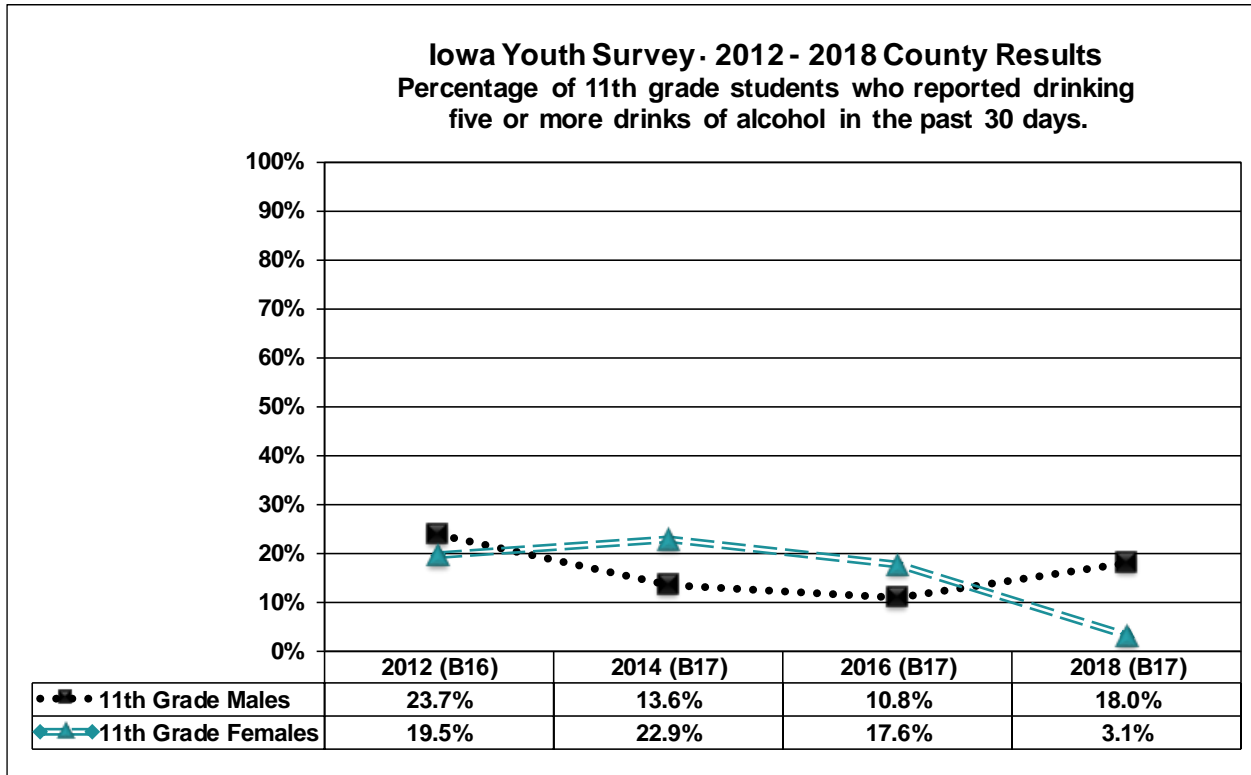 Iowa Youth Survey · 2012 - 2018 County Results
Percentage of 11th grade students who reported drinking
five or more drinks of alcohol in the past 30 days.
100%
90%
80%
70%
60%
50%
40%
30%
20%
10%
0%
2012 (B16) 2014 (B17) 2016 (B17) 2018 (B17)
11th Grade Males 23.7% 13.6% 10.8% 18.0%
11th Grade Females 19.5% 22.9% 17.6% 3.1%